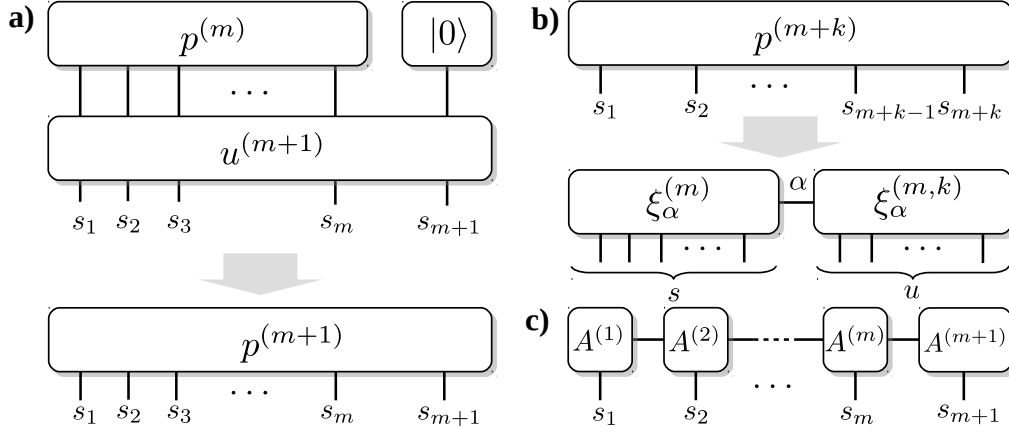 a)
p^{(m)} |0⟩
···
u^{(m+1)}
s_1 s_2 s_3 s_m s_{m+1}
p^{(m+1)}
···
s_1 s_2 s_3 s_m s_{m+1}
b)
p^{(m+k)}
···
s_1 s_2 s_{m+k-1} s_{m+k}
ξ_α^{(m)} α ξ_α^{(m,k)}
··· ···
s u
c)
A^{(1)} A^{(2)} A^{(m)} A^{(m+1)}
···
s_1 s_2 s_m s_{m+1}